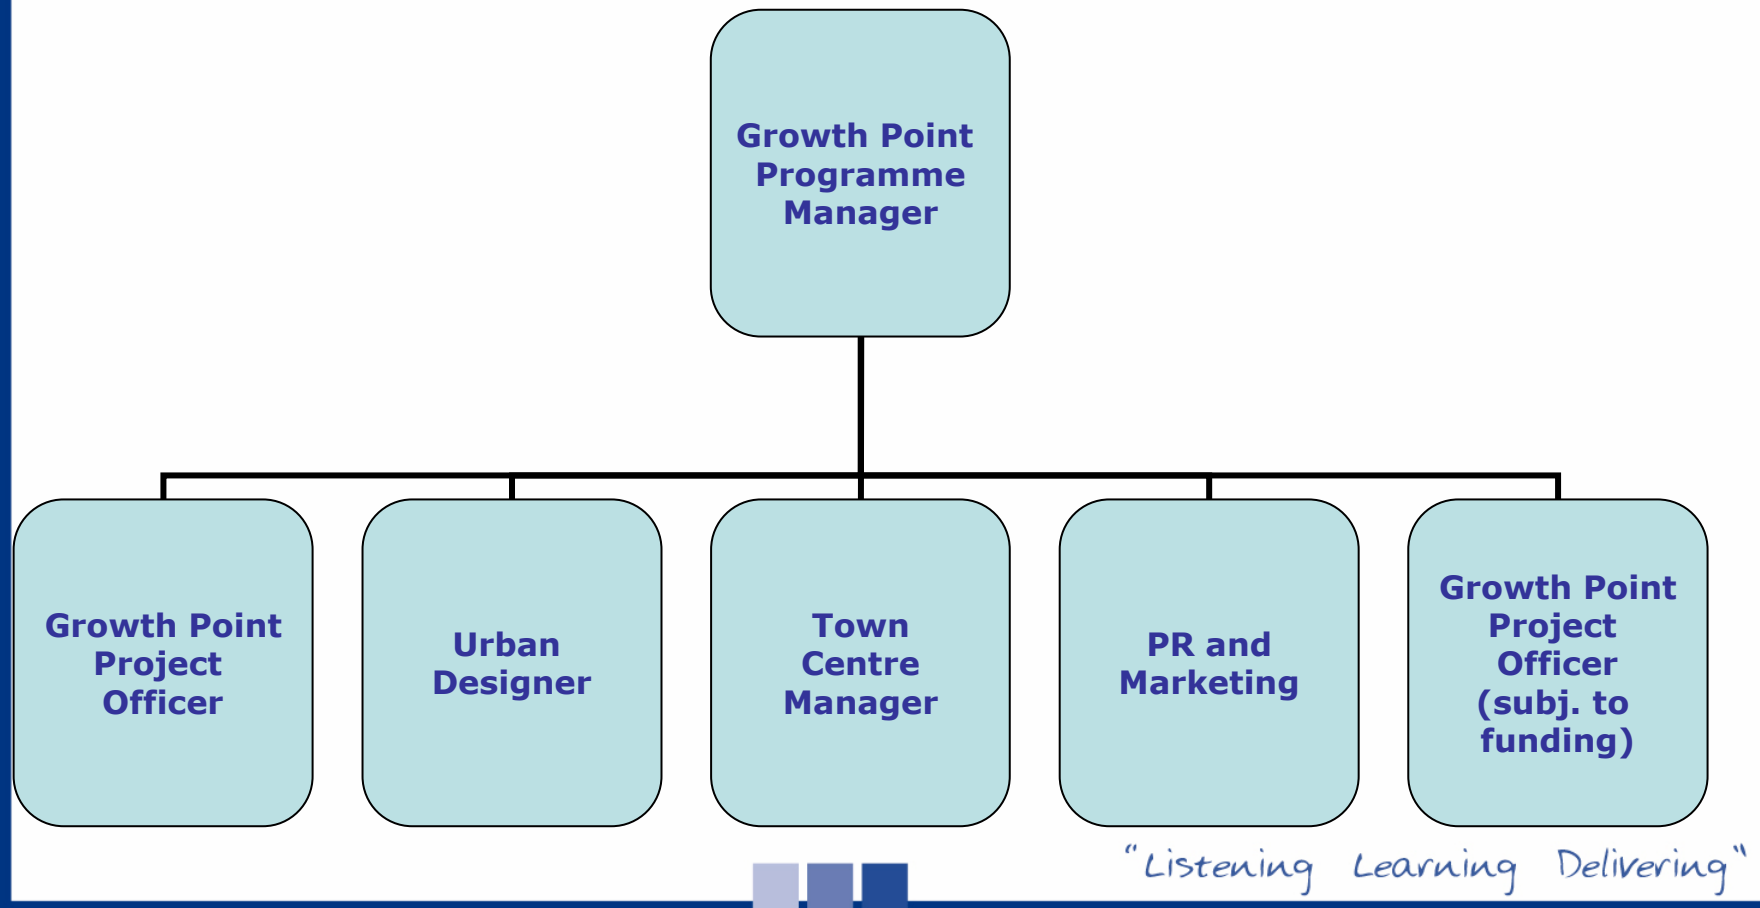 Growth Point
Programme
Manager
Growth Point
Project
Officer
Urban
Designer
Town
Centre
Manager
PR and
Marketing
Growth Point
Project
Officer
(subj. to
funding)
"Listening Learning Delivering"